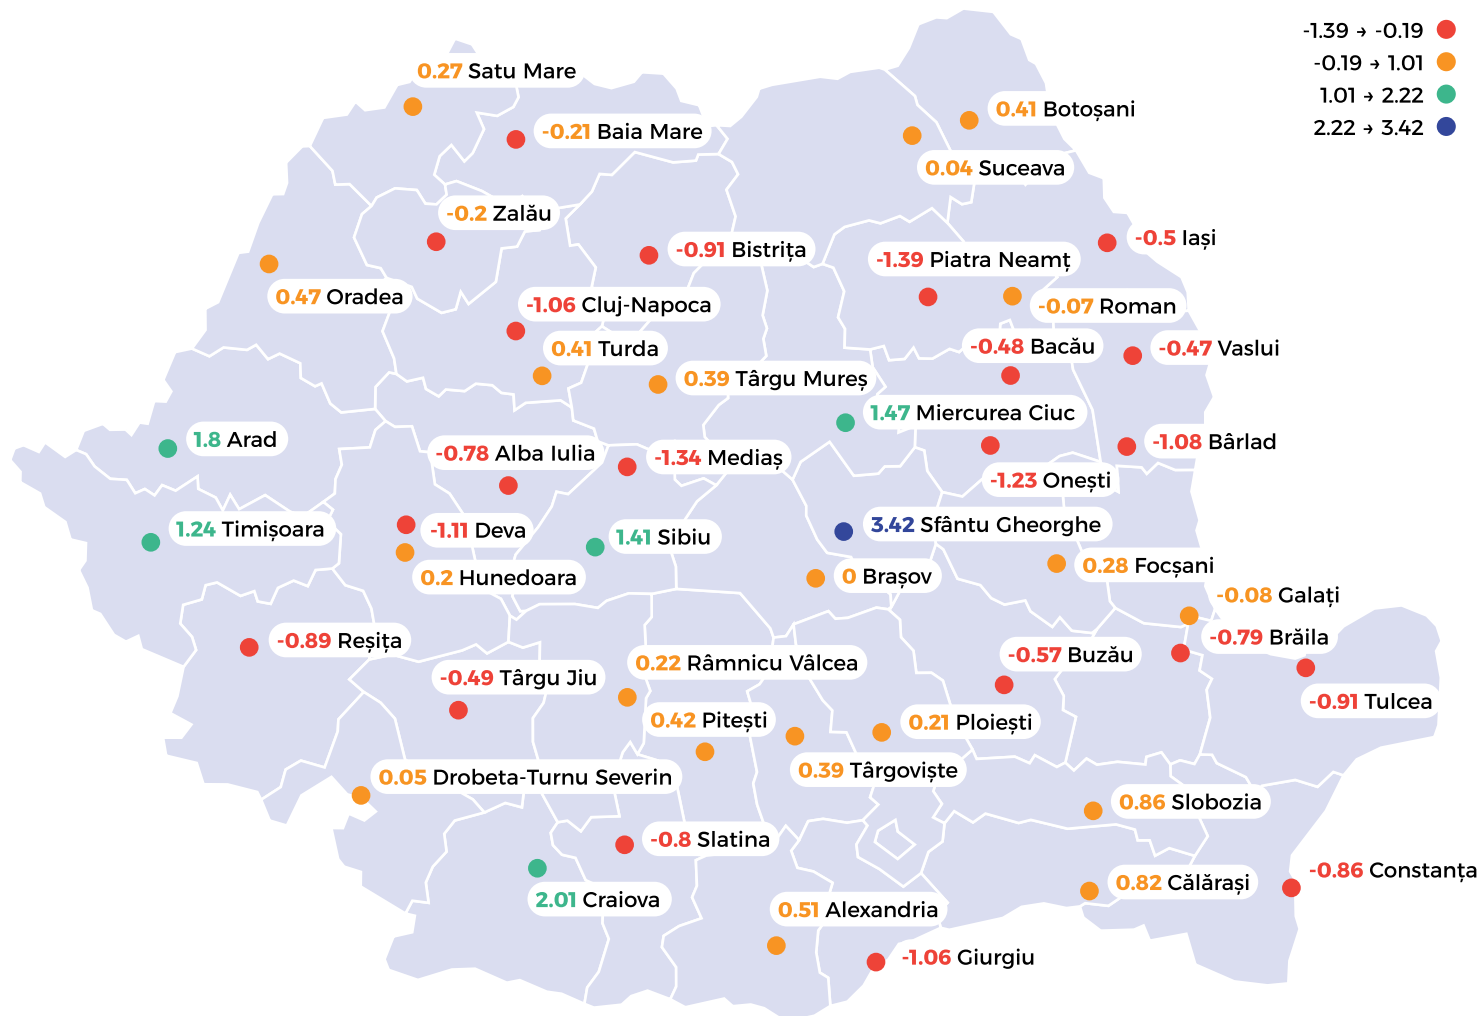 -1.39 → -0.19
-0.19 → 1.01
1.01 → 2.22
2.22 → 3.42
0.27 Satu Mare
-0.21 Baia Mare
0.41 Botoșani
0.04 Suceava
-0.2 Zalău
-0.91 Bistrița
-0.5 Iași
-1.39 Piatra Neamț
0.47 Oradea
-1.06 Cluj-Napoca
-0.07 Roman
0.41 Turda
-0.48 Bacău
-0.47 Vaslui
0.39 Târgu Mureș
1.47 Miercurea Ciuc
1.8 Arad
-0.78 Alba Iulia
-1.34 Mediaș
-1.08 Bârlad
-1.23 Onești
1.24 Timișoara
-1.11 Deva
1.41 Sibiu
3.42 Sfântu Gheorghe
0.2 Hunedoara
0 Brașov
0.28 Focșani
-0.08 Galați
-0.89 Reșița
-0.79 Brăila
0.22 Râmnicu Vâlcea
-0.57 Buzău
-0.49 Târgu Jiu
-0.91 Tulcea
0.42 Pitești
0.21 Ploiești
0.05 Drobeta-Turnu Severin
0.39 Târgoviște
0.86 Slobozia
-0.8 Slatina
-0.86 Constanța
0.82 Călărași
2.01 Craiova
0.51 Alexandria
-1.06 Giurgiu